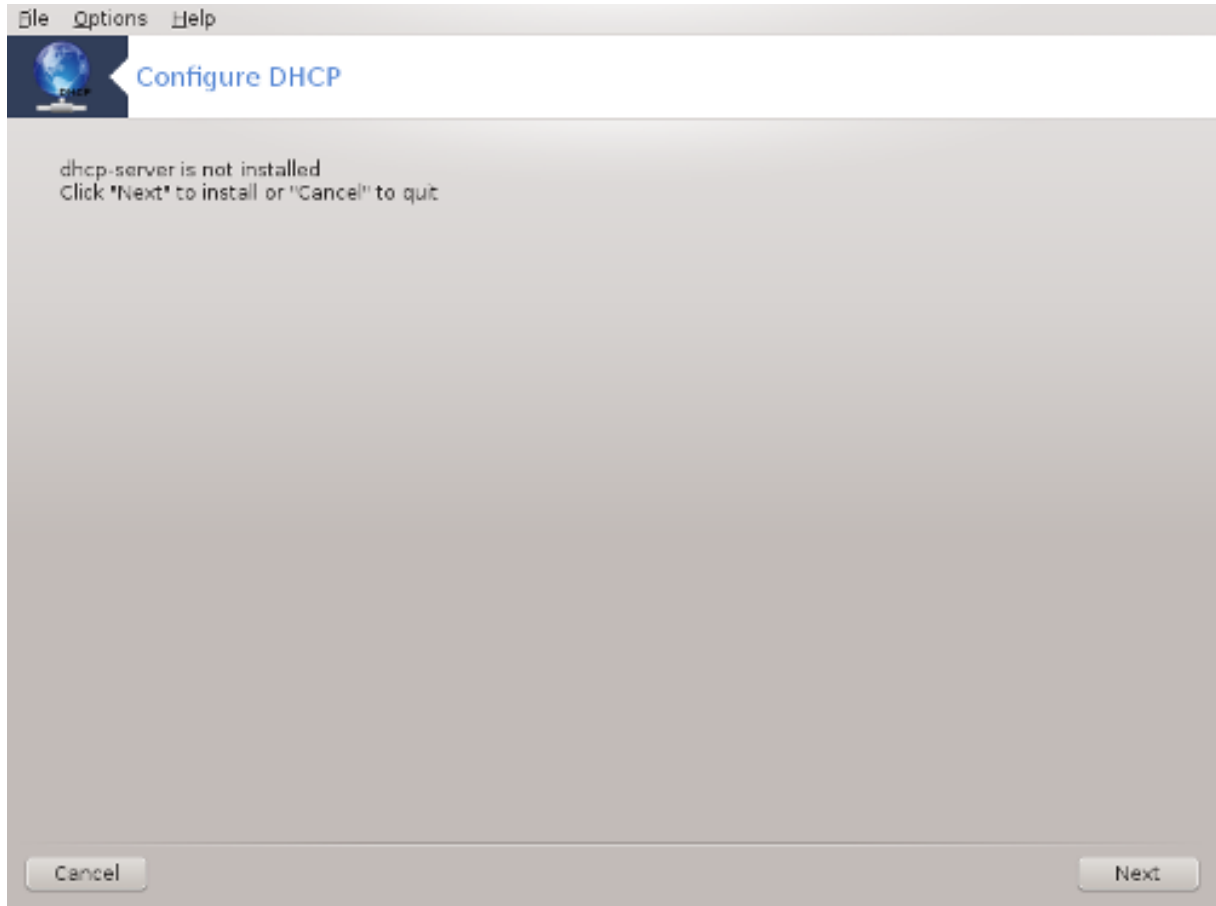 File Options Help
DHCP
Configure DHCP
dhcp-server is not installed
Click "Next" to install or "Cancel" to quit
Cancel
Next